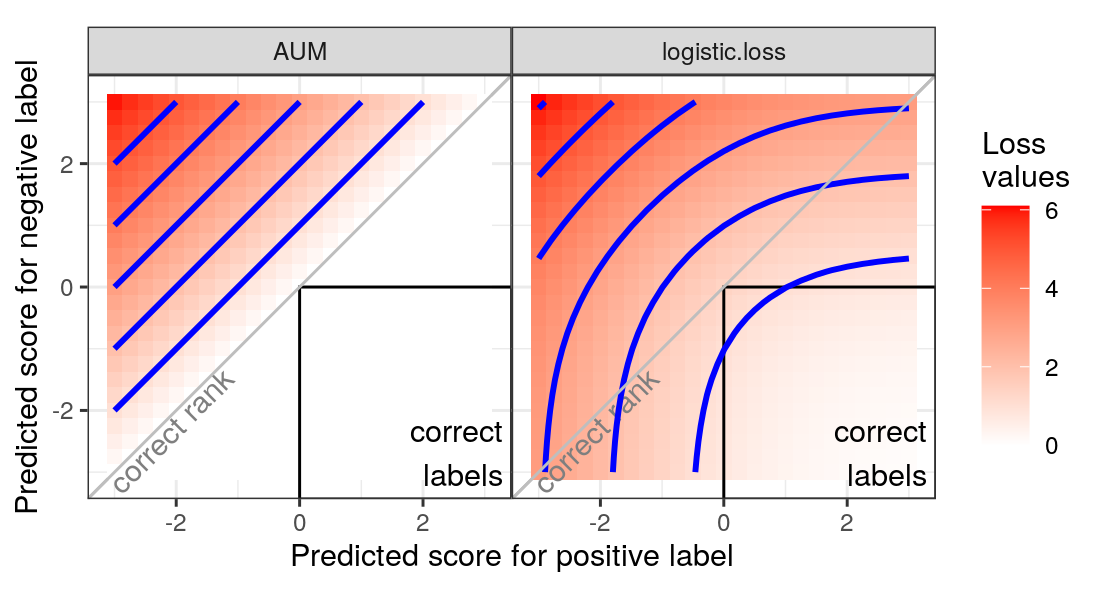 AUM
logistic.loss
Predicted score for negative label
2
0
-2
correct rank
correct
labels
correct rank
correct
labels
-2
0
2
-2
0
2
Predicted score for positive label
Loss
values
6
4
2
0